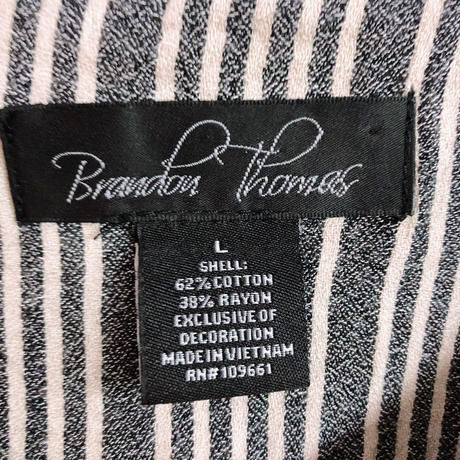 Brandon Thomas
L
SHELL:
62% COTTON
38% RAYON
EXCLUSIVE OF
DECORATION
MADE IN VIETNAM
RN#109661